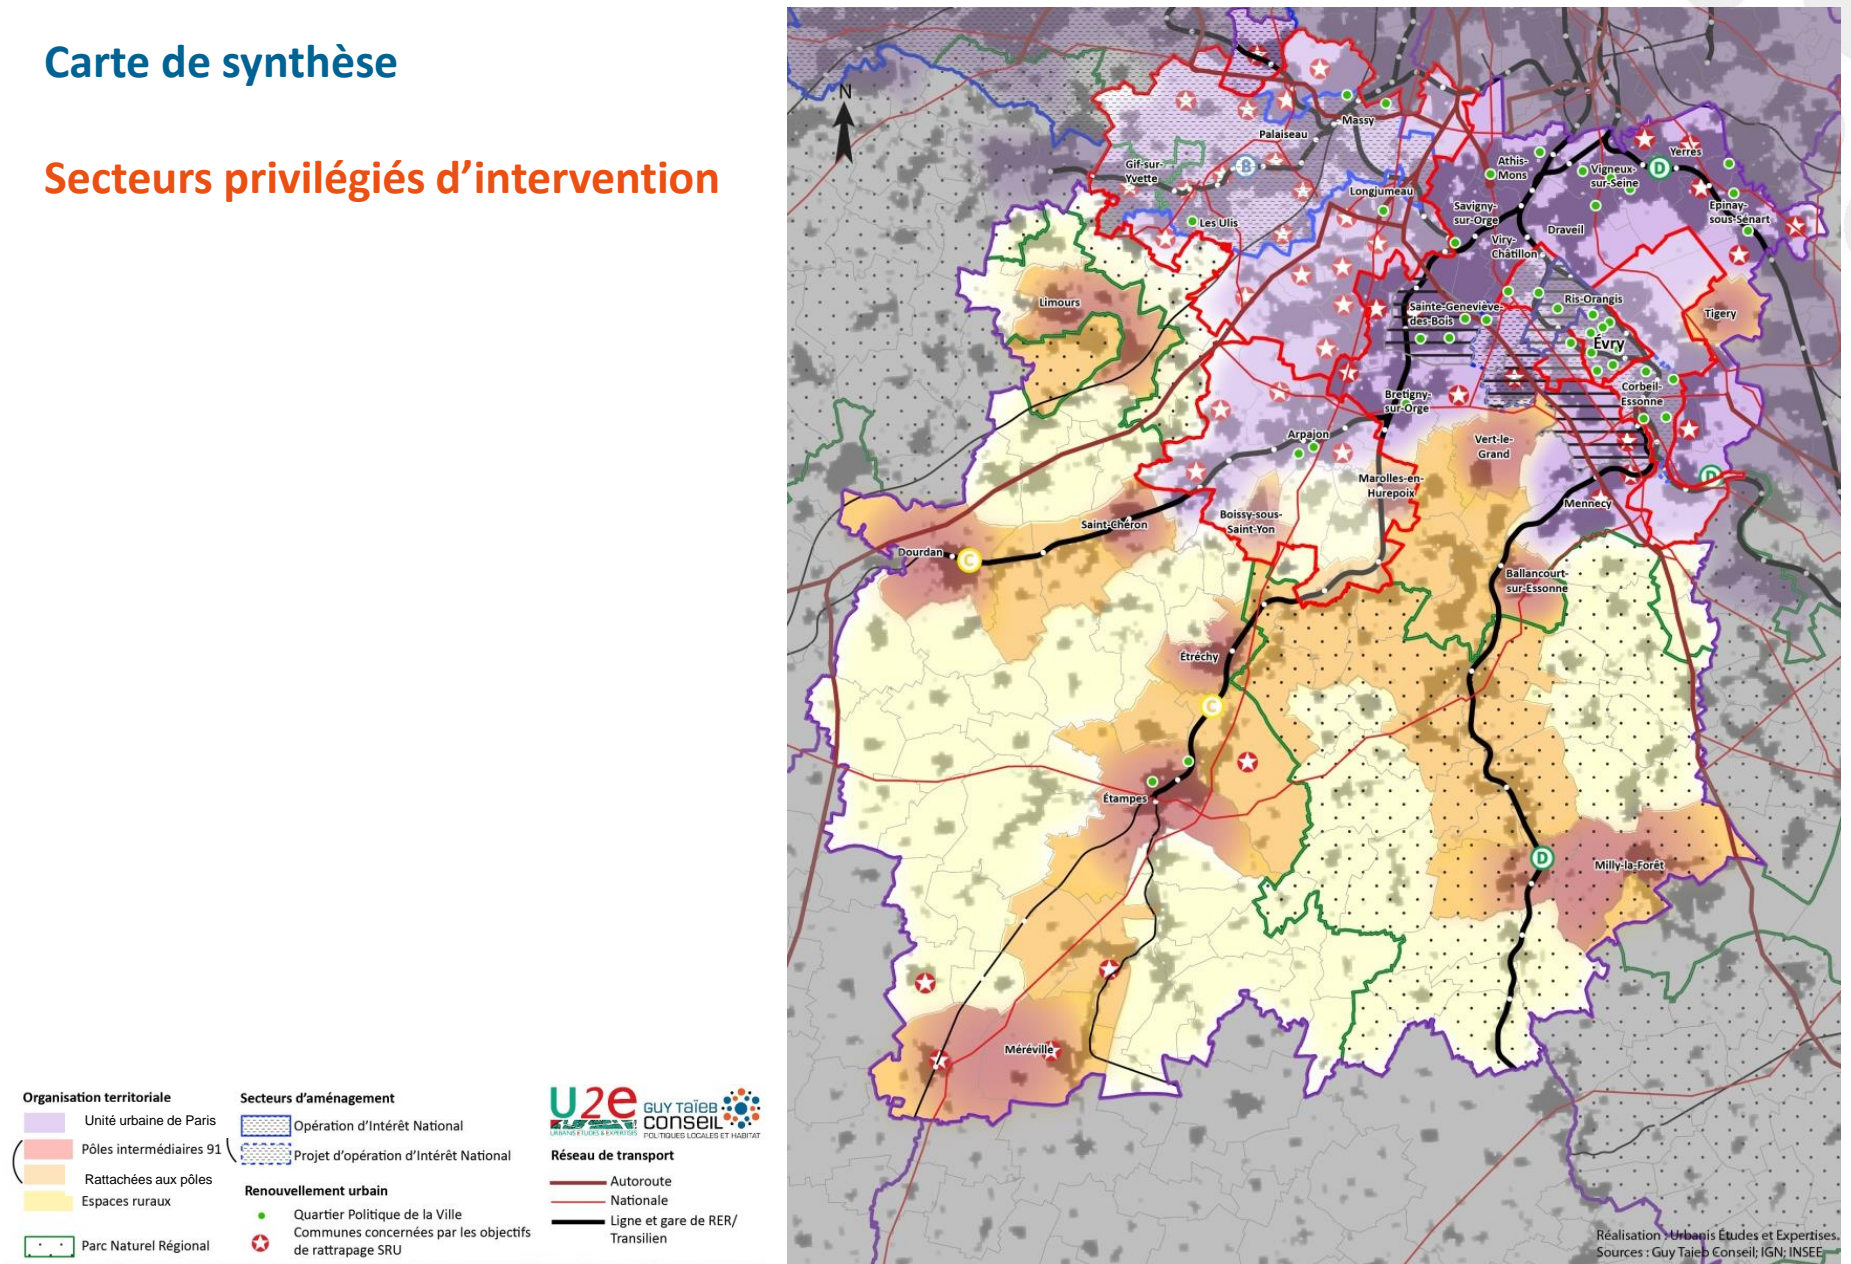 Carte de synthèse
Secteurs privilégiés d’intervention
N
Massy
Palaiseau
Gif-sur-
Yvette
B
Les Ulis
Longjumeau
Athis-
Mons
Vigneux-
sur-Seine
Yerres
D
Epinay-
sous-Sénart
Savigny-
sur-Orge
Draveil
Viry-
Châtillon
Limours
Sainte-Geneviève-
des-Bois
Ris-Orangis
Tigery
Évry
Corbeil-
Essonne
Bretigny-
sur-Orge
Arpajon
Vert-le-
Grand
Marolles-en-
Hurepoix
D
Mennecy
Boissy-sous-
Saint-Yon
Saint-Chéron
Dourdan
C
Ballancourt-
sur-Essonne
Étréchy
C
Étampes
D
Milly-la-Forêt
Méréville
Organisation territoriale
Unité urbaine de Paris
Pôles intermédiaires 91
Rattachées aux pôles
Espaces ruraux
Parc Naturel Régional
Secteurs d’aménagement
Opération d’Intérêt National
Projet d’opération d’Intérêt National
Renouvellement urbain
Quartier Politique de la Ville
Communes concernées par les objectifs
de rattrapage SRU
U2e
URBANIS ETUDES & EXPERTISES
GUY TAÏEB
CONSEIL
POLITIQUES LOCALES ET HABITAT
Réseau de transport
Autoroute
Nationale
Ligne et gare de RER/
Transilien
Réalisation : Urbanis Études et Expertises.
Sources : Guy Taieb Conseil; IGN; INSEE